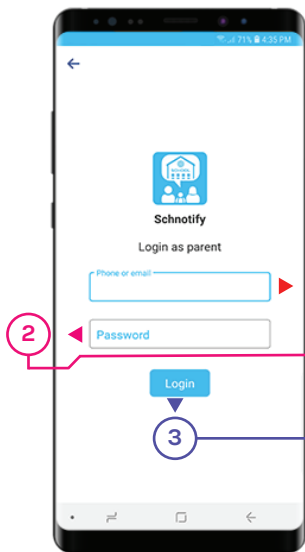 71% 4:35 PM
SCHOOL
Schnotify
Login as parent
Phone or email
2
Password
Login
3